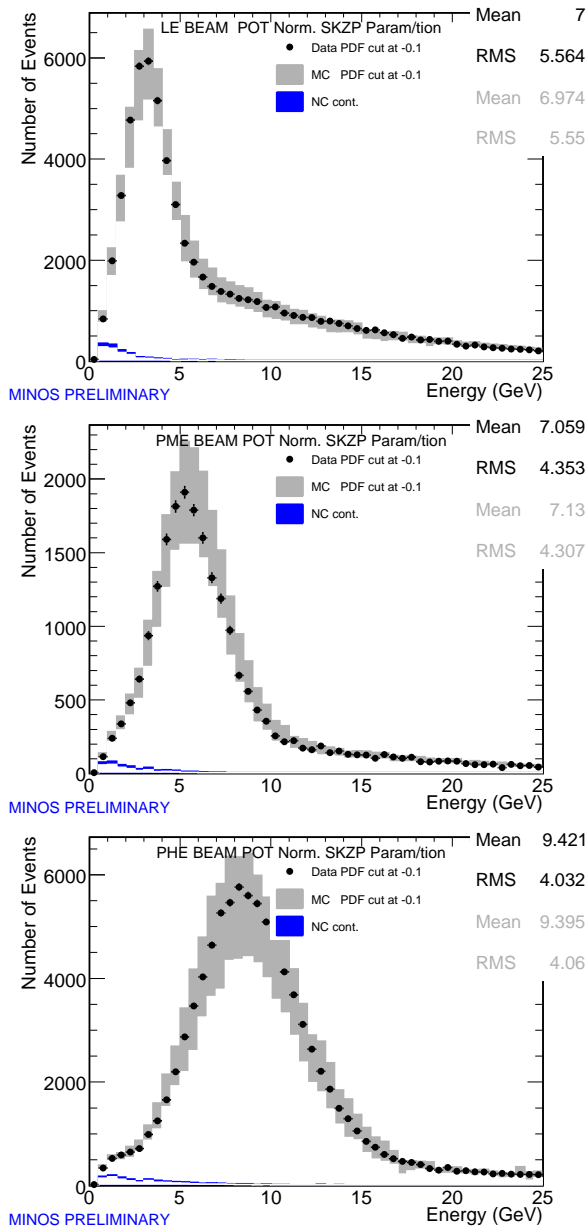 LE BEAM POT Norm. SKZP Param/tion
Data PDF cut at -0.1
MC PDF cut at -0.1
NC cont.
Mean 7
RMS 5.564
Mean 6.974
RMS 5.55
Number of Events
6000
4000
2000
0
0 5 10 15 20 25
Energy (GeV)
MINOS PRELIMINARY
PME BEAM POT Norm. SKZP Param/tion
Data PDF cut at -0.1
MC PDF cut at -0.1
NC cont.
Mean 7.059
RMS 4.353
Mean 7.13
RMS 4.307
Number of Events
2000
1500
1000
500
0
0 5 10 15 20 25
Energy (GeV)
MINOS PRELIMINARY
PHE BEAM POT Norm. SKZP Param/tion
Data PDF cut at -0.1
MC PDF cut at -0.1
NC cont.
Mean 9.421
RMS 4.032
Mean 9.395
RMS 4.06
Number of Events
6000
4000
2000
0
0 5 10 15 20 25
Energy (GeV)
MINOS PRELIMINARY